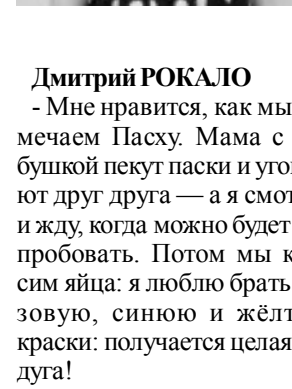 Дмитрий РОКАЛО
- Мне нравится, как мы
мечаем Пасху. Мама с
бушкой пекут паски и уго
ют друг друга — а я смот
и жду, когда можно будет
пробовать. Потом мы к
сим яйца: я люблю брать
зовую, синюю и жёлт
краски: получается целая
дуга!